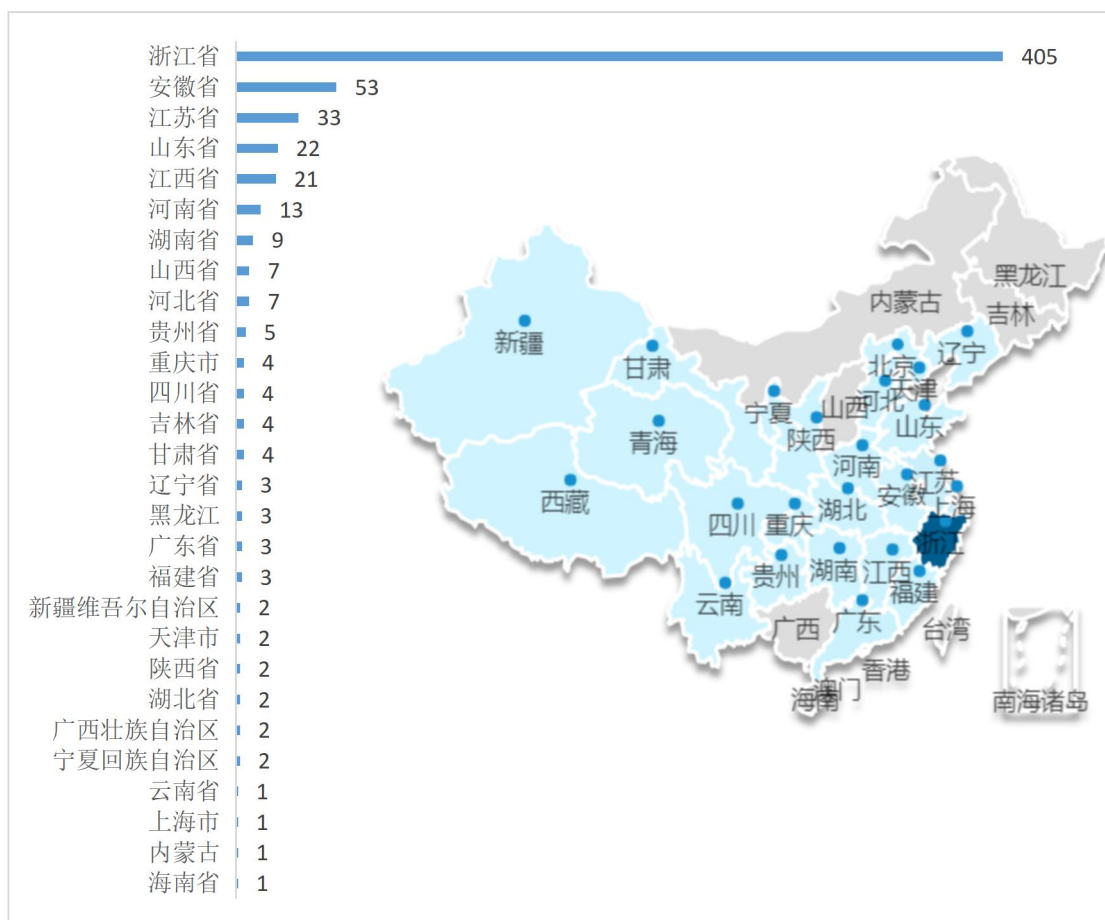 浙江省 405
安徽省 53
江苏省 33
山东省 22
江西省 21
河南省 13
湖南省 9
山西省 7
河北省 7
贵州省 5
重庆市 4
四川省 4
吉林省 4
甘肃省 4
辽宁省 3
黑龙江 3
广东省 3
福建省 3
新疆维吾尔自治区 2
天津市 2
陕西省 2
湖北省 2
广西壮族自治区 2
宁夏回族自治区 2
云南省 1
上海市 1
内蒙古 1
海南省 1
黑龙江
内蒙古
吉林
新疆
辽宁
甘肃
北京
天津
宁夏
山西
河北
陕西
山东
青海
河南
西藏
安徽
江苏
上海
四川
重庆
湖北
浙江
贵州
湖南
江西
云南
福建
广西
广东
台湾
香港
澳门
海南
南海诸岛